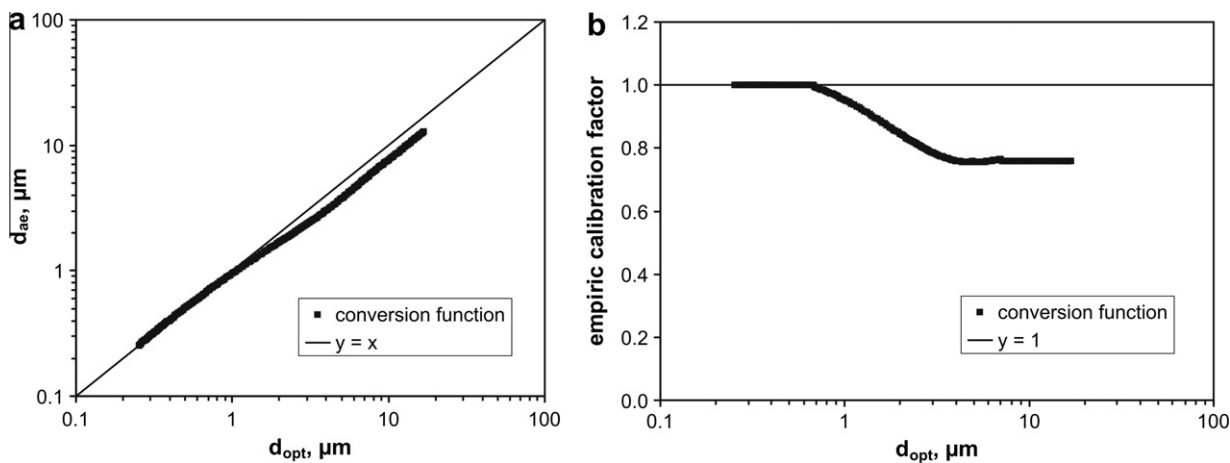 a
100
10
1
0.1
dae, µm
0.1
1
10
100
dopt, µm
conversion function
y = x
b
1.0
0.8
0.6
0.4
0.2
0.0
empiric calibration factor
0.1
1
10
100
dopt, µm
conversion function
y = 1